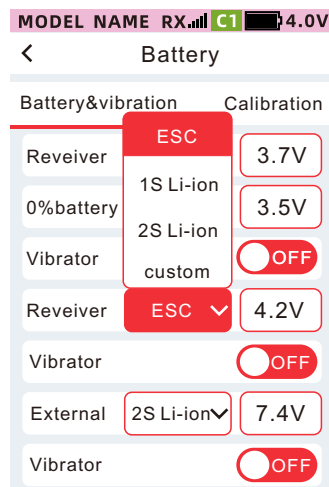 MODEL NAME RX C1 4.0V
Battery
Battery&vibration Calibration
ESC
Reveiver 3.7V
1S Li-ion
0%battery 3.5V
2S Li-ion
Vibrator OFF
custom
Reveiver ESC 4.2V
Vibrator OFF
External 2S Li-ion 7.4V
Vibrator OFF